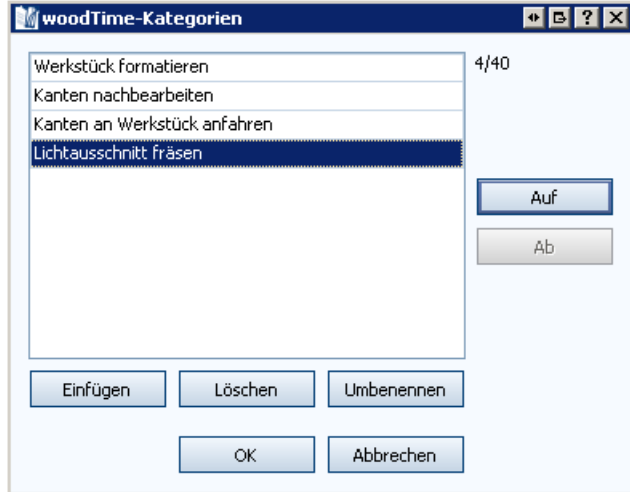 woodTime-Kategorien
Werkstück formatieren
4/40
Kanten nachbearbeiten
Kanten an Werkstück anfahren
Lichtausschnitt fräsen
Auf
Ab
Einfügen Löschen Umbenennen
OK Abbrechen